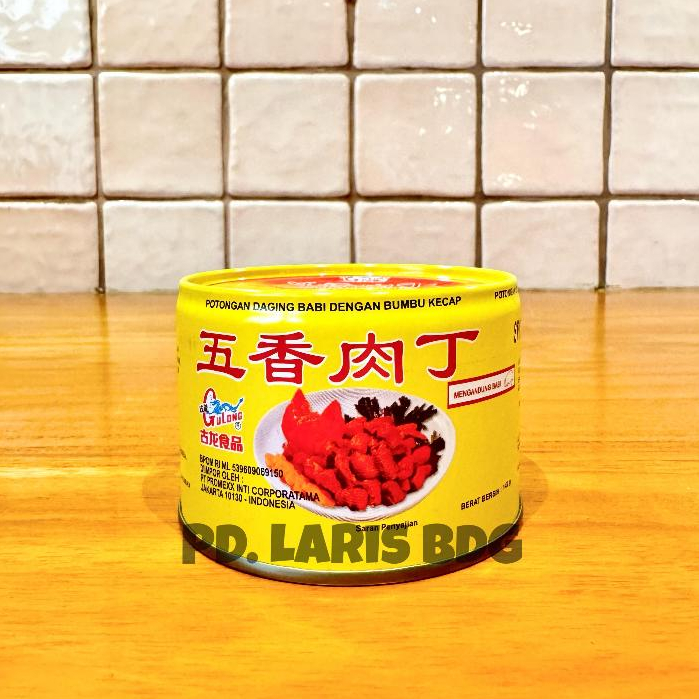 POTONGAN DAGING BABI DENGAN BUMBU KECAP
五香肉丁
MENGANDUNG BABI
GULONG
古龙食品
BPOM RI ML 539609069150
DIIMPOR OLEH :
PT PROMEXX INTI CORPORATAMA
JAKARTA 10130 - INDONESIA
BERAT BERSIH
Saran Penyajian
PD. LARIS BDG